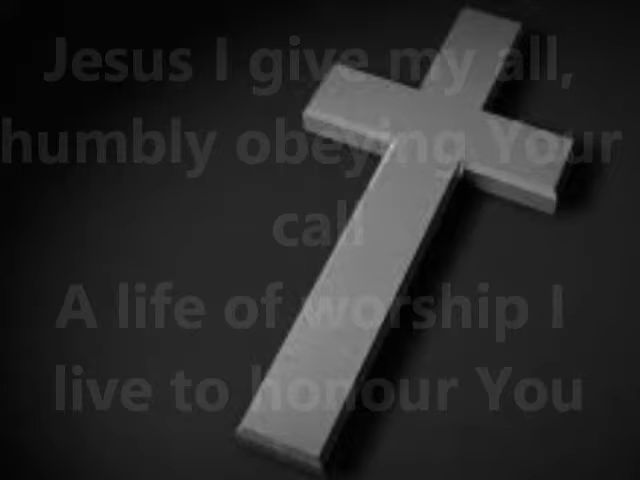 Jesus I give my all,
humbly obeying Your
call
A life of worship I
live to honour You